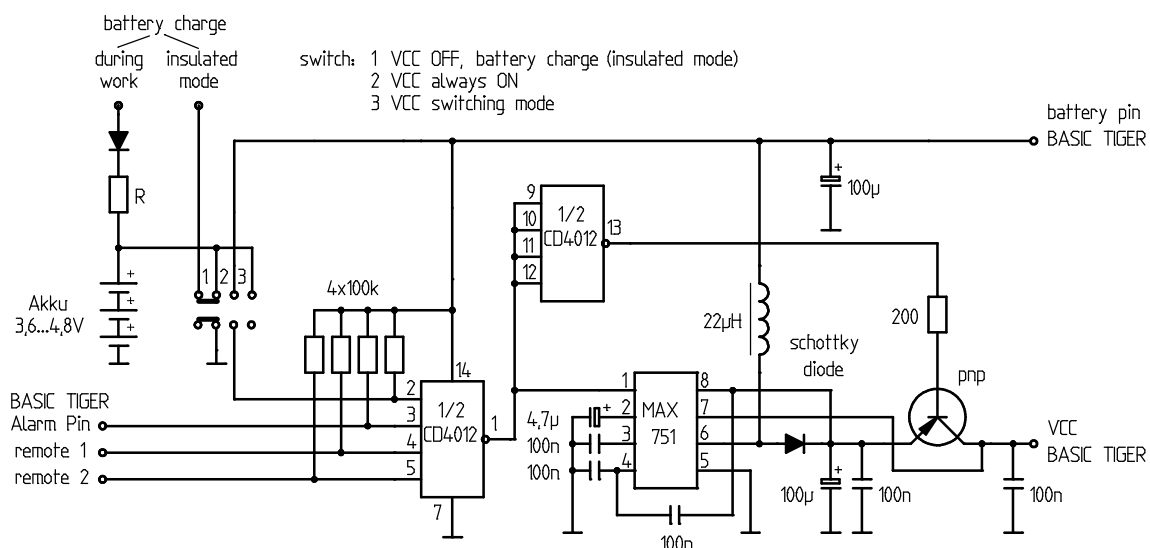 battery charge
during work
insulated mode
switch: 1 VCC OFF, battery charge (insulated mode)
2 VCC always ON
3 VCC switching mode
battery pin
BASIC TIGER
R
100µ
9
10
11
12
1/2
CD4012
13
1 2 3
Akku
3,6...4,8V
4x100k
22µH
200
schottky
diode
pnp
14
BASIC TIGER
Alarm Pin
remote 1
remote 2
2
3
4
5
1/2
CD4012
1
7
4,7µ
100n
100n
1
2
3
4
MAX
751
8
7
6
5
100n
100µ
100n
100n
VCC
BASIC TIGER
+
+
+
+
+
+